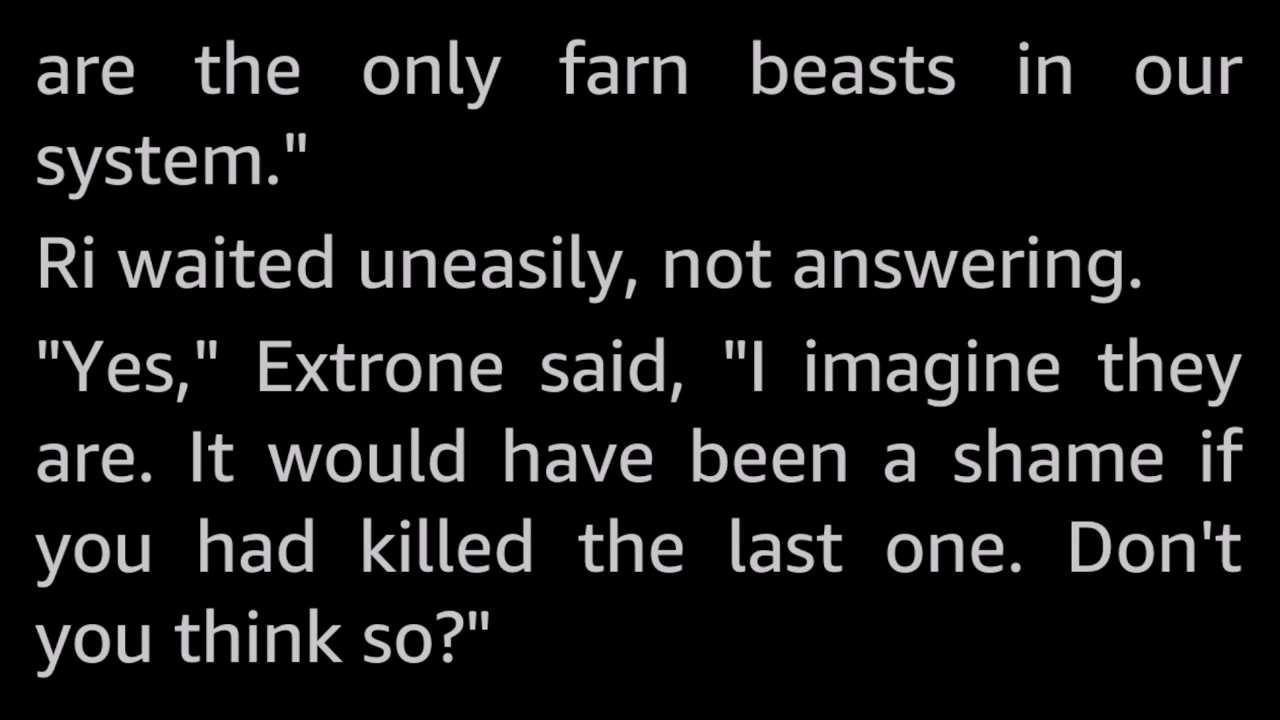 are the only farn beasts in our
system."
Ri waited uneasily, not answering.
"Yes," Extrone said, "I imagine they
are. It would have been a shame if
you had killed the last one. Don't
you think so?"